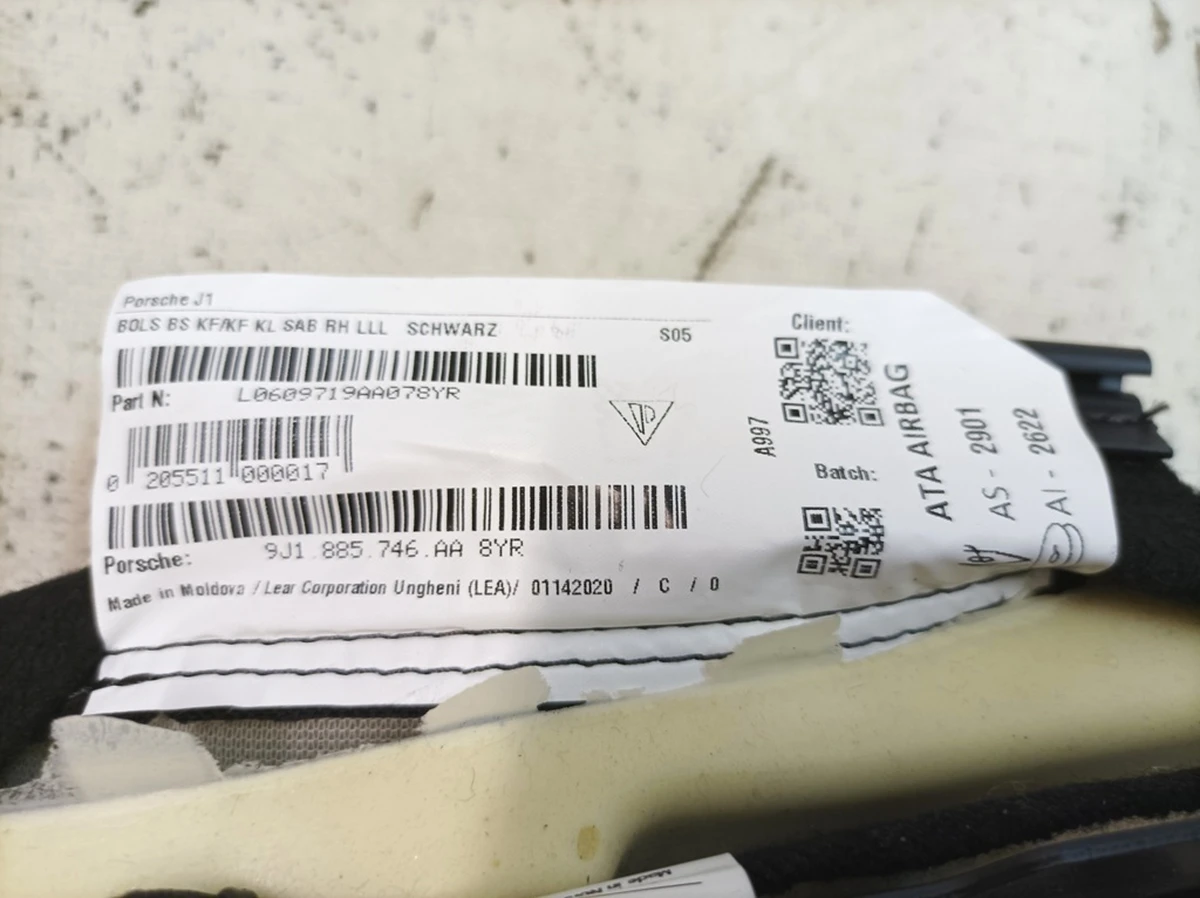 Porsche J1
BOLS BS KF/KF KL SAB RH LLL SCHWARZ
S05
Part N: L0609719AA078YR
0 205511 000017
Porsche: 9J1.885.746.AA 8YR
Made in Moldova / Lear Corporation Ungheni (LEA)/ 01142020 / C / 0
A997
Client:
Batch:
ATA AIRBAG
AS - 2901
AI - 2622
Made in